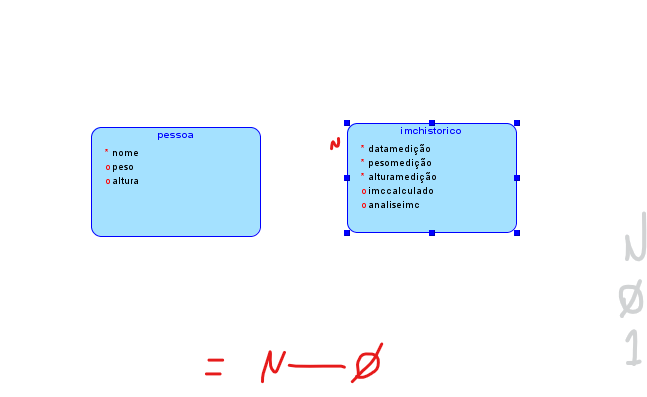 pessoa
* nome
o peso
o altura
imchistorico
N
* datamedição
* pesomedição
* alturamedição
o imccalculado
o analiseimc
N
Ø
1
= N — Ø